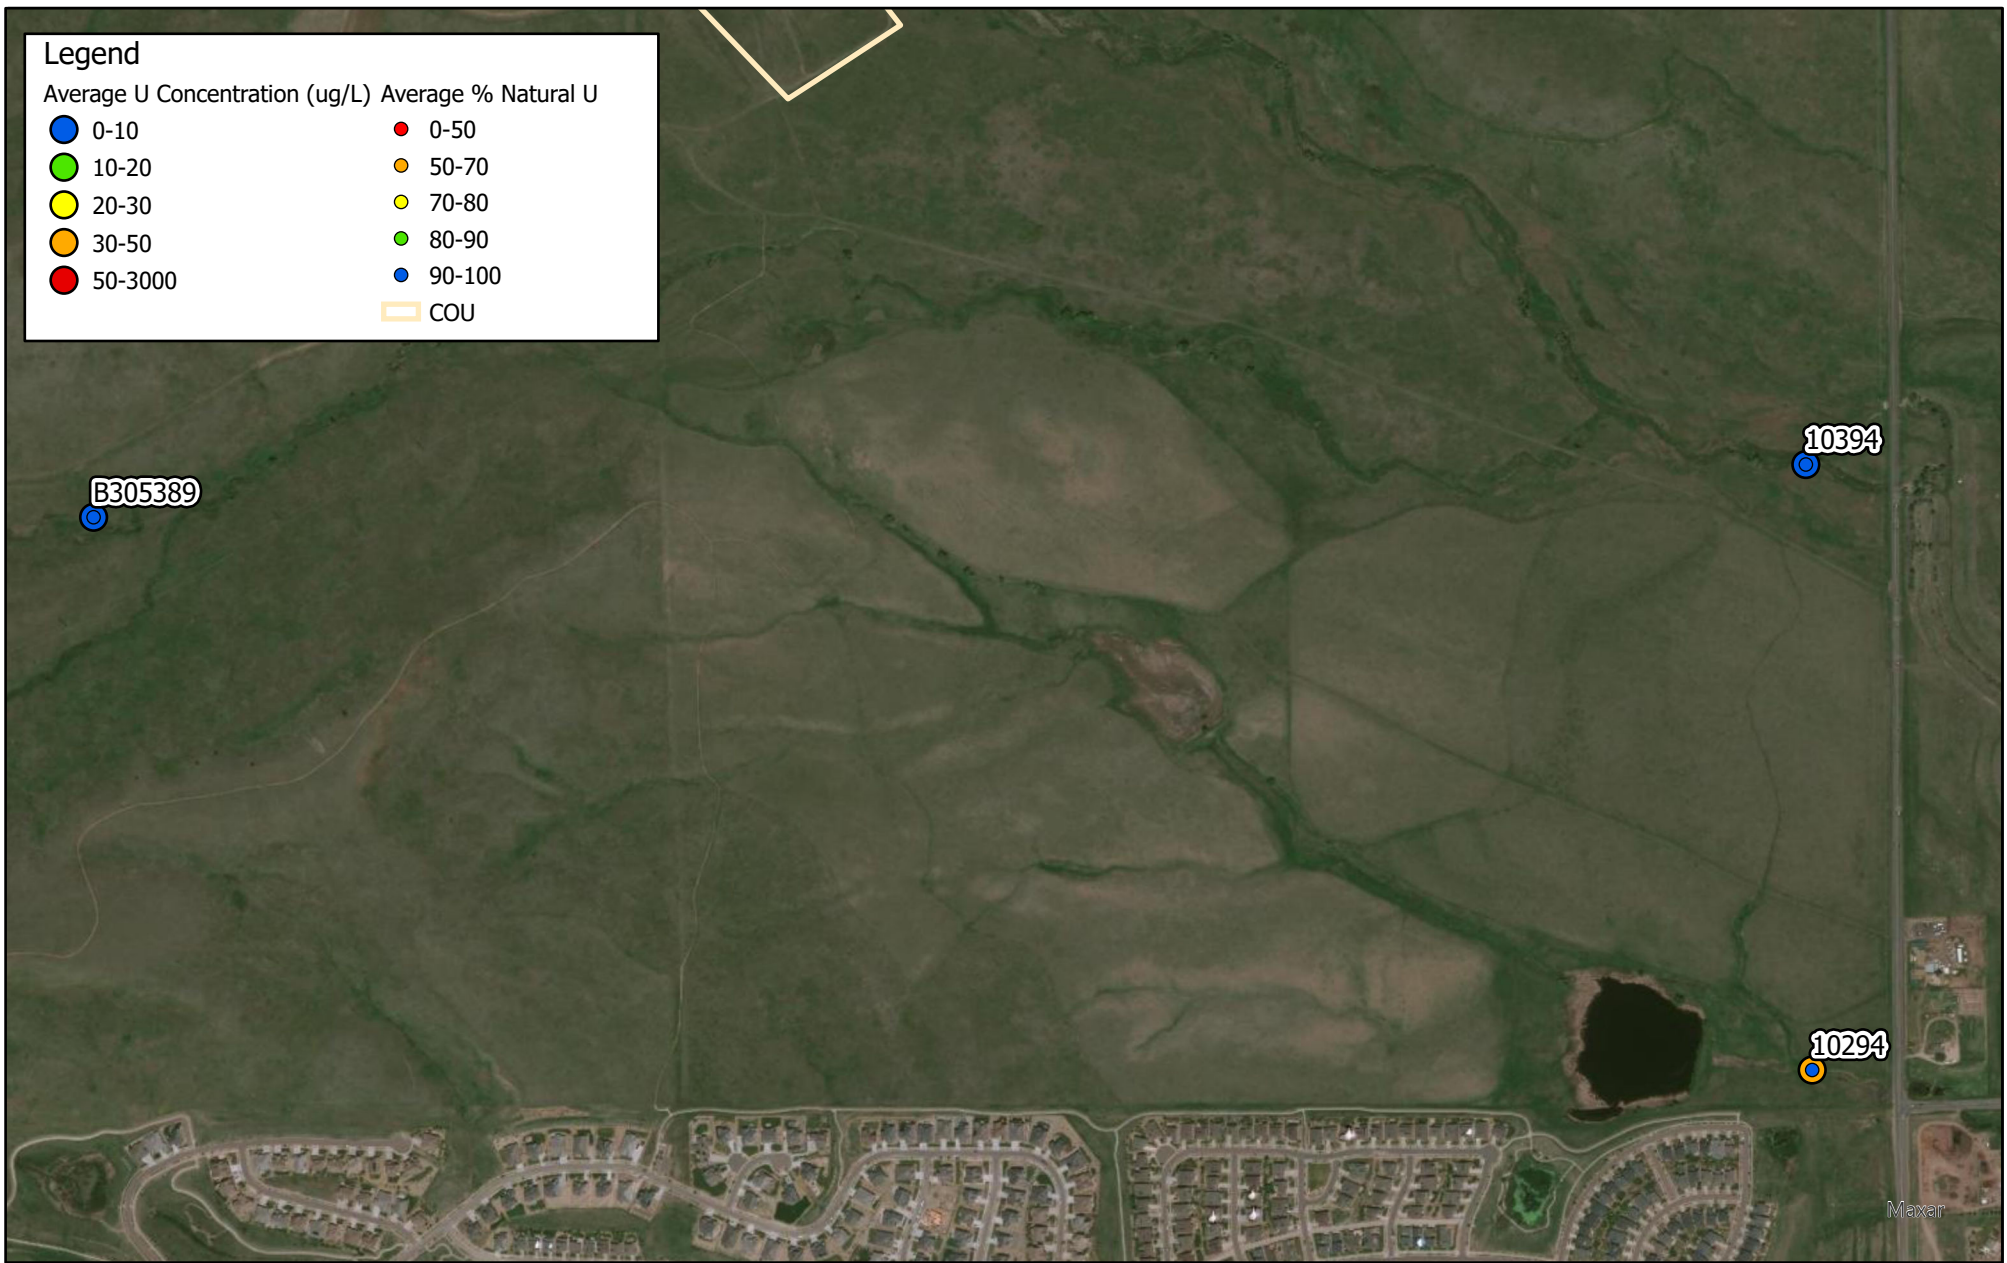 Legend
Average U Concentration (ug/L) Average % Natural U
0-10 0-50
10-20 50-70
20-30 70-80
30-50 80-90
50-3000 90-100
COU
10394
B305389
10294
Maxar